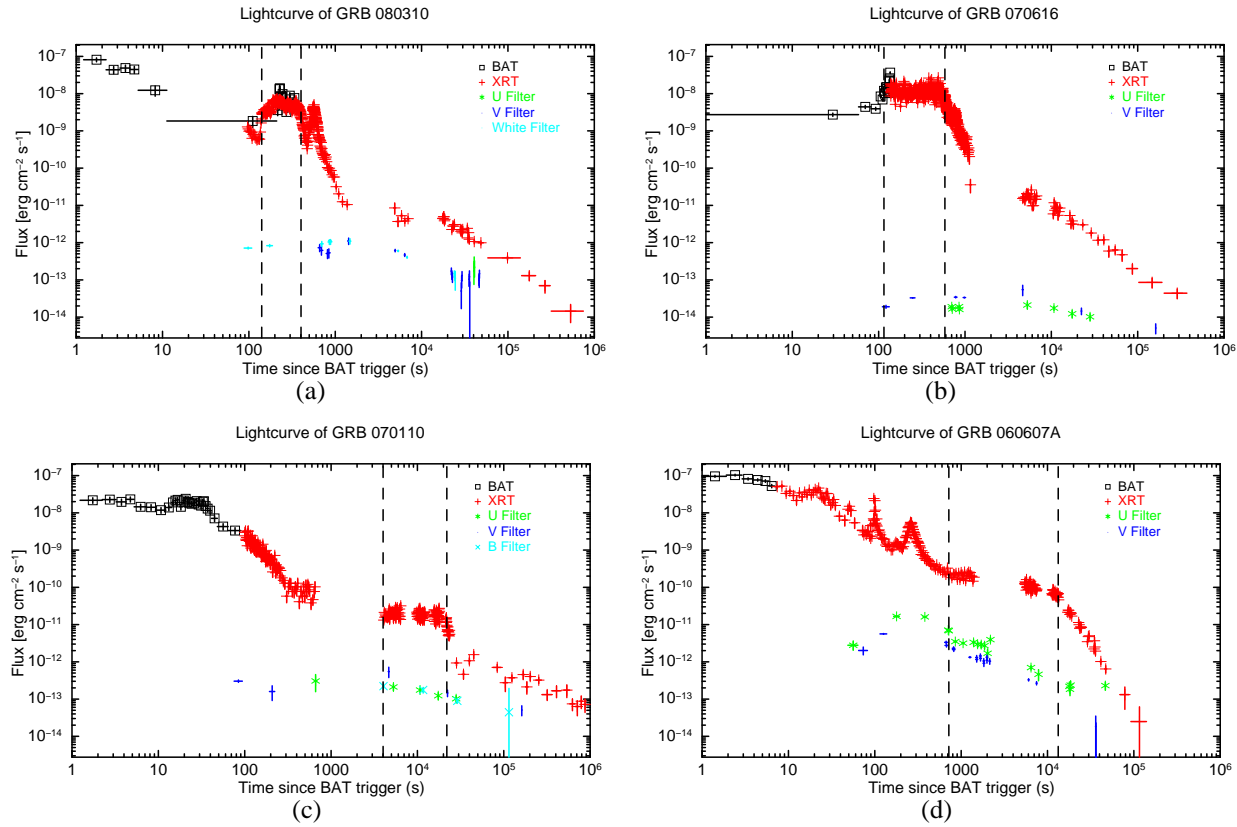 Lightcurve of GRB 080310
10⁻⁷
10⁻⁸
10⁻⁹
10⁻¹⁰
10⁻¹¹
10⁻¹²
10⁻¹³
10⁻¹⁴
Flux [erg cm⁻² s⁻¹]
BAT
XRT
U Filter
V Filter
White Filter
1 10 100 1000 10⁴ 10⁵ 10⁶
Time since BAT trigger (s)
(a)
Lightcurve of GRB 070616
10⁻⁷
10⁻⁸
10⁻⁹
10⁻¹⁰
10⁻¹¹
10⁻¹²
10⁻¹³
10⁻¹⁴
Flux [erg cm⁻² s⁻¹]
BAT
XRT
U Filter
V Filter
1 10 100 1000 10⁴ 10⁵ 10⁶
Time since BAT trigger (s)
(b)
Lightcurve of GRB 070110
10⁻⁷
10⁻⁸
10⁻⁹
10⁻¹⁰
10⁻¹¹
10⁻¹²
10⁻¹³
10⁻¹⁴
Flux [erg cm⁻² s⁻¹]
BAT
XRT
U Filter
V Filter
B Filter
1 10 100 1000 10⁴ 10⁵ 10⁶
Time since BAT trigger (s)
(c)
Lightcurve of GRB 060607A
10⁻⁷
10⁻⁸
10⁻⁹
10⁻¹⁰
10⁻¹¹
10⁻¹²
10⁻¹³
10⁻¹⁴
Flux [erg cm⁻² s⁻¹]
BAT
XRT
U Filter
V Filter
1 10 100 1000 10⁴ 10⁵ 10⁶
Time since BAT trigger (s)
(d)